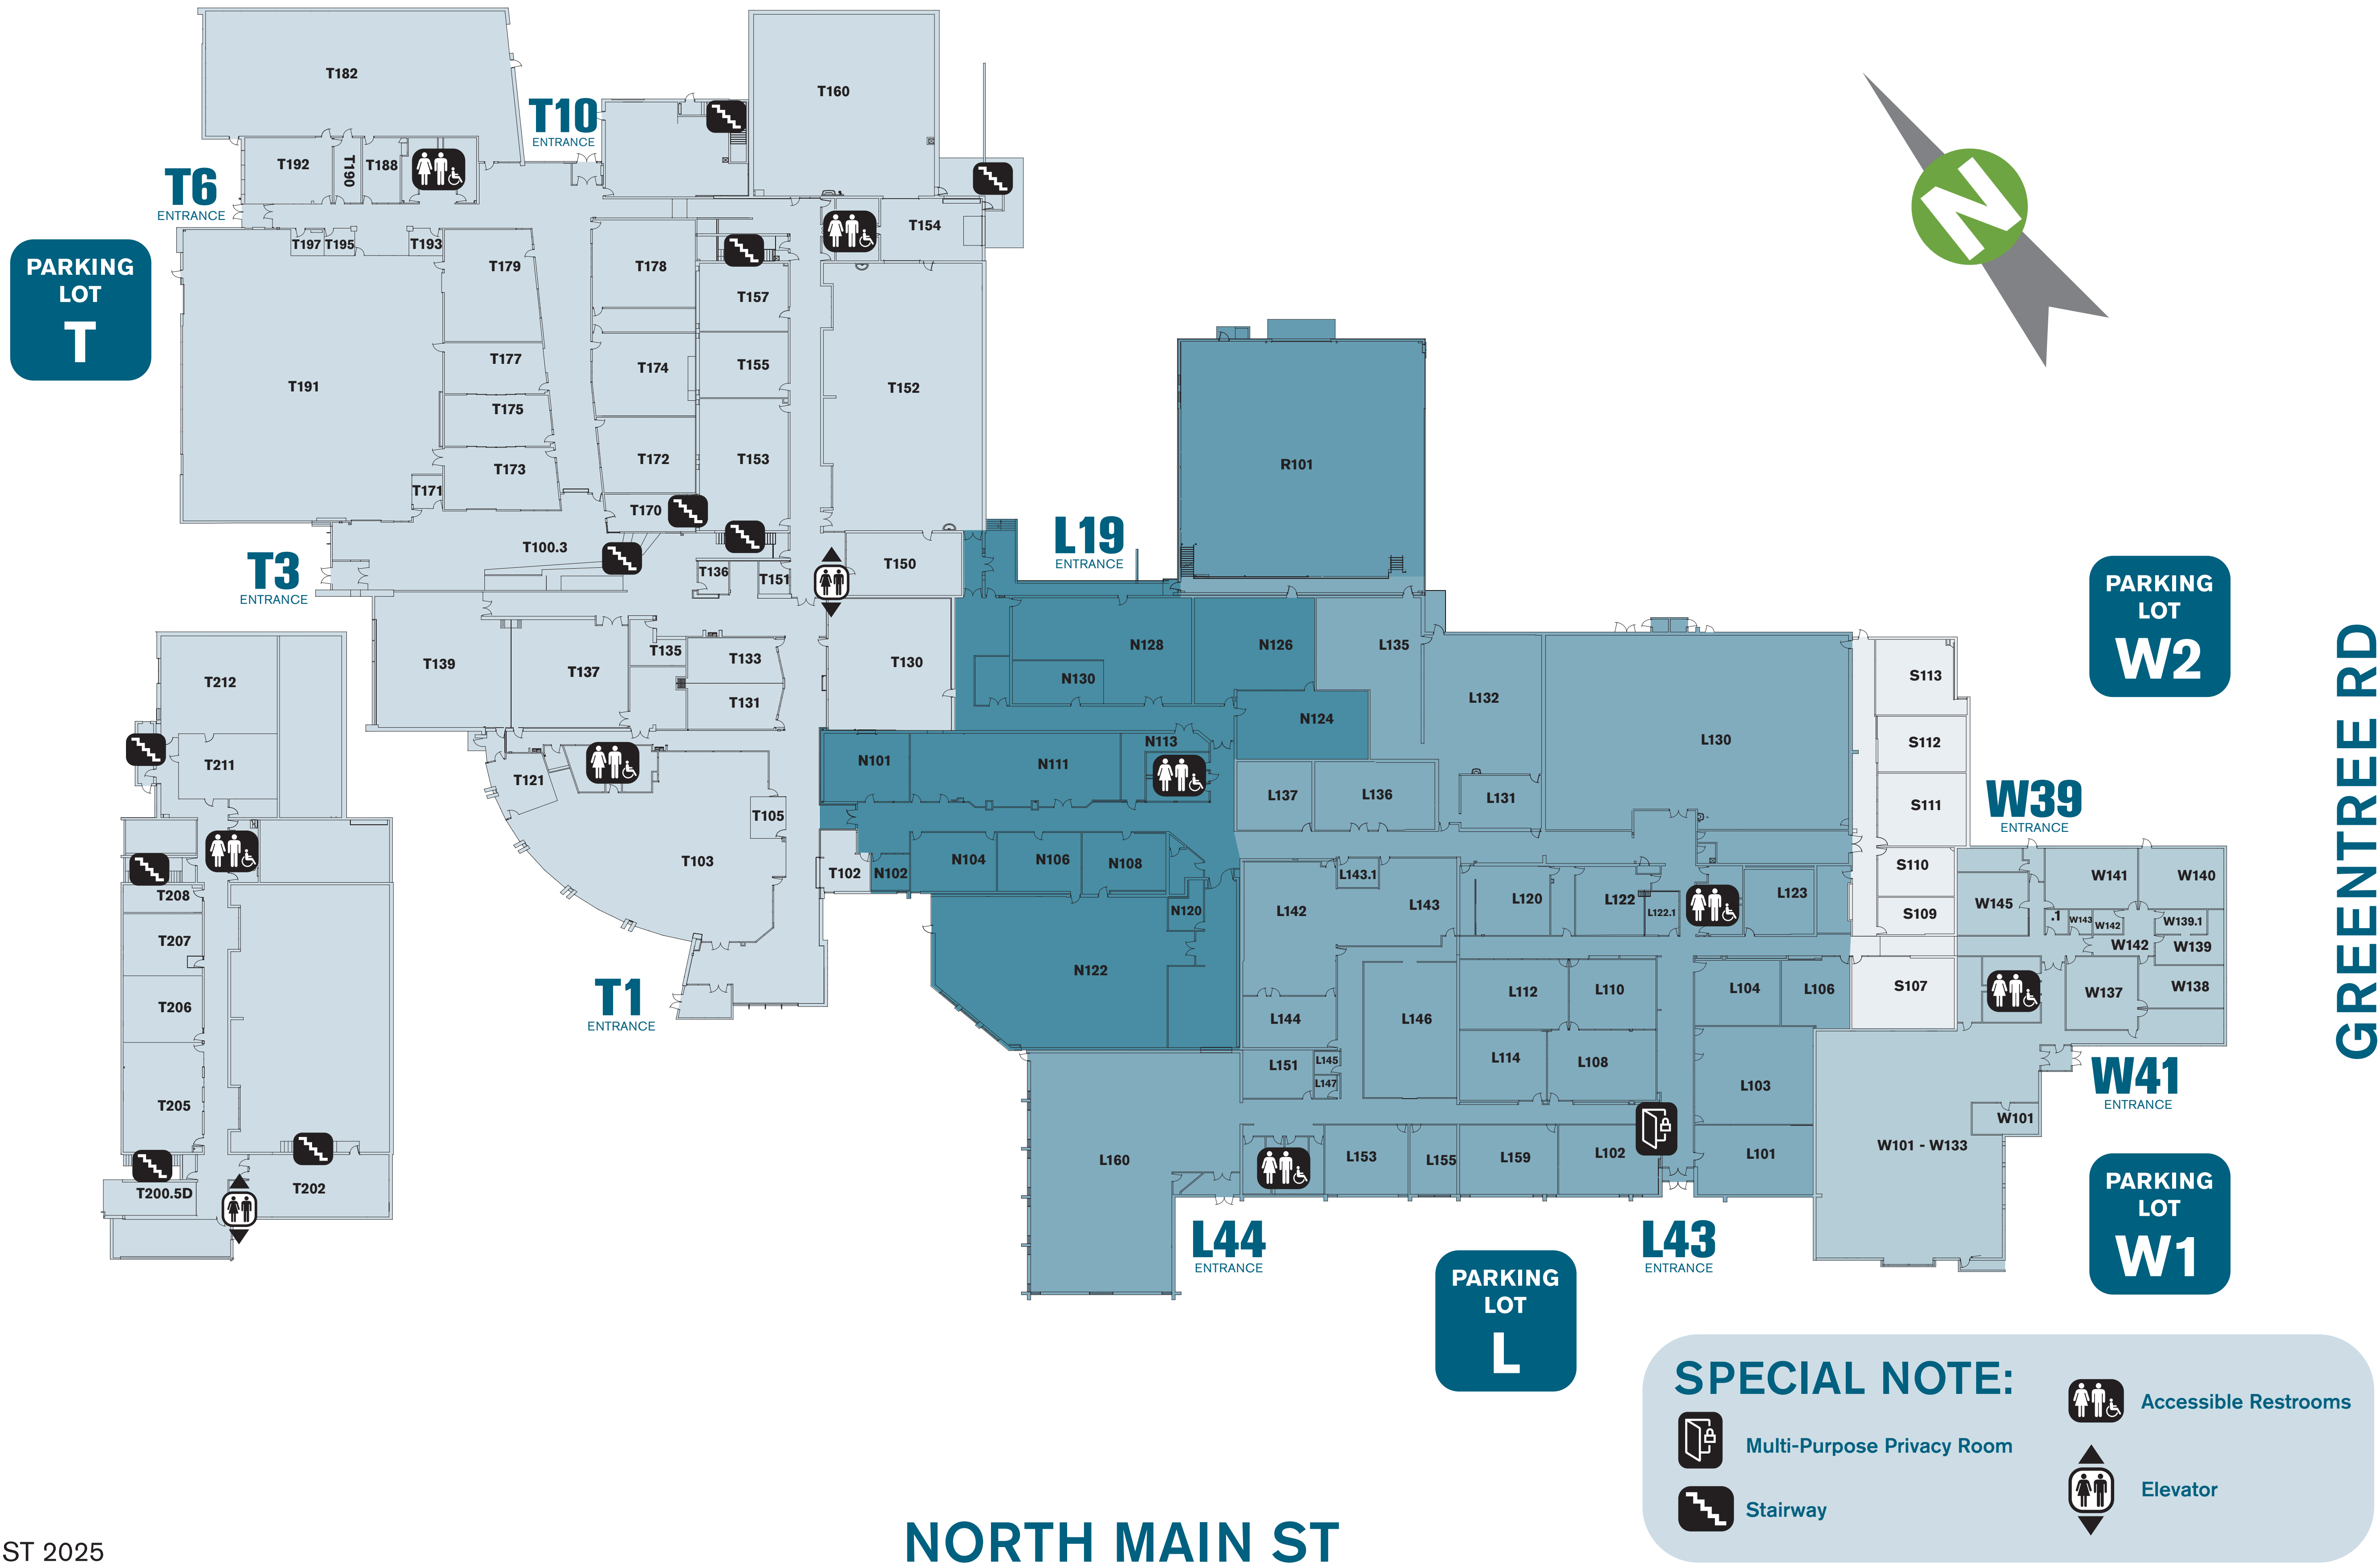 T182
T160
T10
ENTRANCE
T192
T190
T188
T6
ENTRANCE
T154
T197
T195
T193
T179
T178
T157
PARKING
LOT
T
T177
T174
T155
T191
T152
T175
T173
T172
T153
T171
T170
R101
T100.3
T136
T151
T150
L19
ENTRANCE
T3
ENTRANCE
PARKING
LOT
W2
GREENTREE RD
T139
T137
T135
T133
T131
T130
N128
N130
N126
L135
N124
L132
L130
S113
S112
S111
T212
T211
T121
T105
T103
N101
N111
N113
L137
L136
L131
W39
ENTRANCE
T102
N102
N104
N106
N108
N120
L143.1
L142
L143
L120
L122
L122.1
L123
S110
S109
W145
W141
W140
.1
W143
W142
W139.1
W142
W139
T208
T207
T206
T205
T1
ENTRANCE
N122
L144
L146
L112
L110
L104
L106
S107
W137
W138
L151
L145
L147
L114
L108
L103
W41
ENTRANCE
W101
W101 - W133
L160
L153
L155
L159
L102
L101
T200.5D
T202
L44
ENTRANCE
L43
ENTRANCE
PARKING
LOT
W1
PARKING
LOT
L
N
SPECIAL NOTE:
Multi-Purpose Privacy Room
Stairway
Accessible Restrooms
Elevator
NORTH MAIN ST
ST 2025